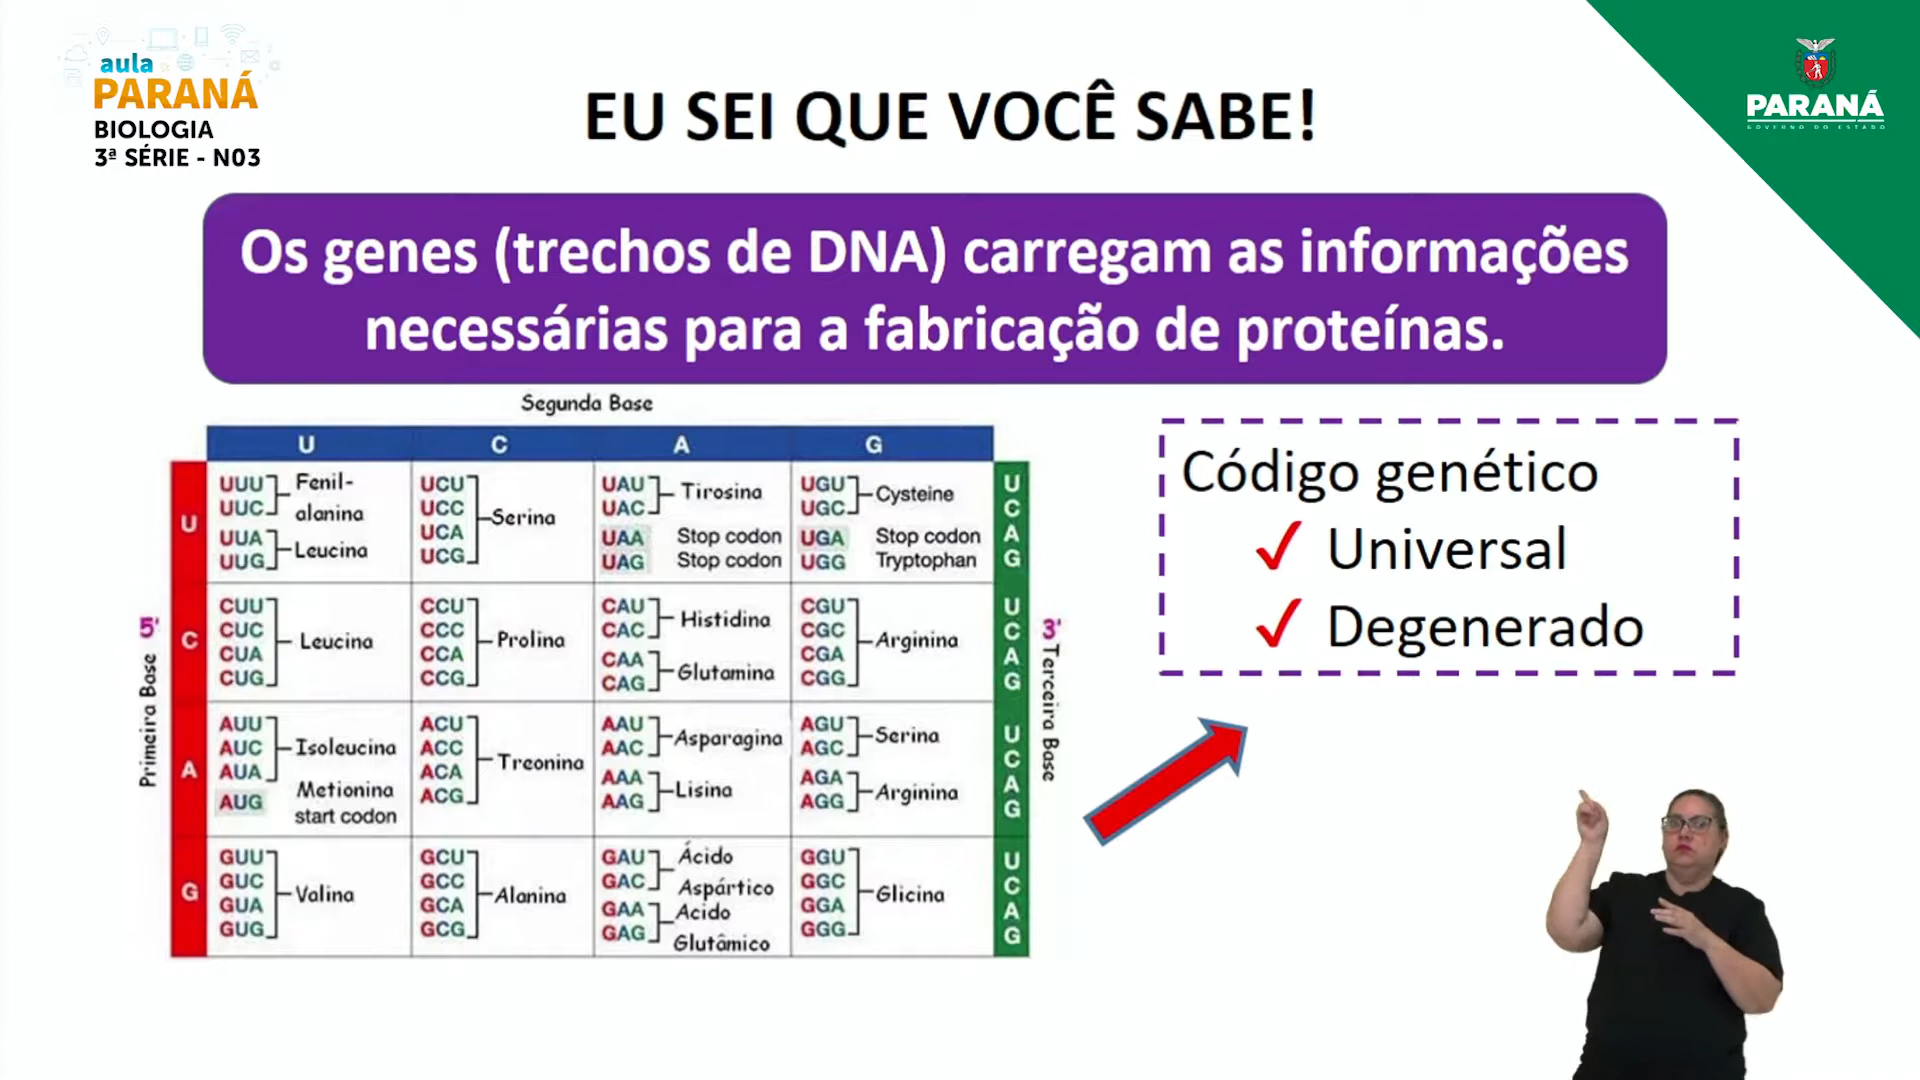 aula
PARANÁ
BIOLOGIA
3ª SÉRIE - N03
PARANÁ
GOVERNO DO ESTADO
EU SEI QUE VOCÊ SABE!
Os genes (trechos de DNA) carregam as informações
necessárias para a fabricação de proteínas.
Segunda Base
U C A G
5'
Primeira Base
U
UUU
UUC
Fenil-
alanina
UUA
UUG
Leucina
UCU
UCC
UCA
UCG
Serina
UAU
UAC
Tirosina
UAA Stop codon
UAG Stop codon
UGU
UGC
Cysteine
UGA Stop codon
UGG Tryptophan
U
C
A
G
C
CUU
CUC
CUA
CUG
Leucina
CCU
CCC
CCA
CCG
Prolina
CAU
CAC
Histidina
CAA
CAG
Glutamina
CGU
CGC
CGA
CGG
Arginina
U
C
A
G
A
AUU
AUC
AUA
Isoleucina
AUG
Metionina
start codon
ACU
ACC
ACA
ACG
Treonina
AAU
AAC
Asparagina
AAA
AAG
Lisina
AGU
AGC
Serina
AGA
AGG
Arginina
U
C
A
G
G
GUU
GUC
GUA
GUG
Valina
GCU
GCC
GCA
GCG
Alanina
GAU
GAC
Ácido
Aspártico
GAA
GAG
Acido
Glutâmico
GGU
GGC
GGA
GGG
Glicina
U
C
A
G
3'
Terceira Base
Código genético
✓ Universal
✓ Degenerado